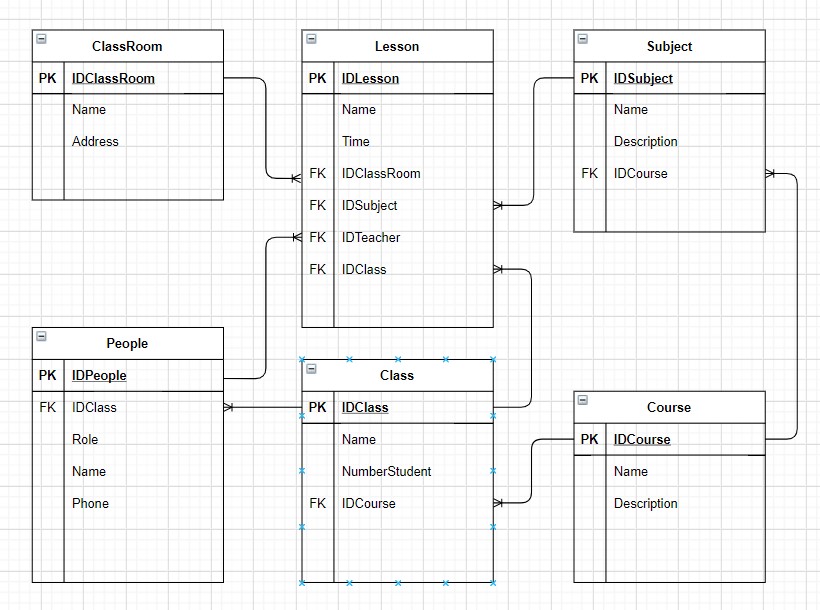 ClassRoom
PK IDClassRoom
Name
Address
Lesson
PK IDLesson
Name
Time
FK IDClassRoom
FK IDSubject
FK IDTeacher
FK IDClass
Subject
PK IDSubject
Name
Description
FK IDCourse
People
PK IDPeople
FK IDClass
Role
Name
Phone
Class
PK IDClass
Name
NumberStudent
FK IDCourse
Course
PK IDCourse
Name
Description